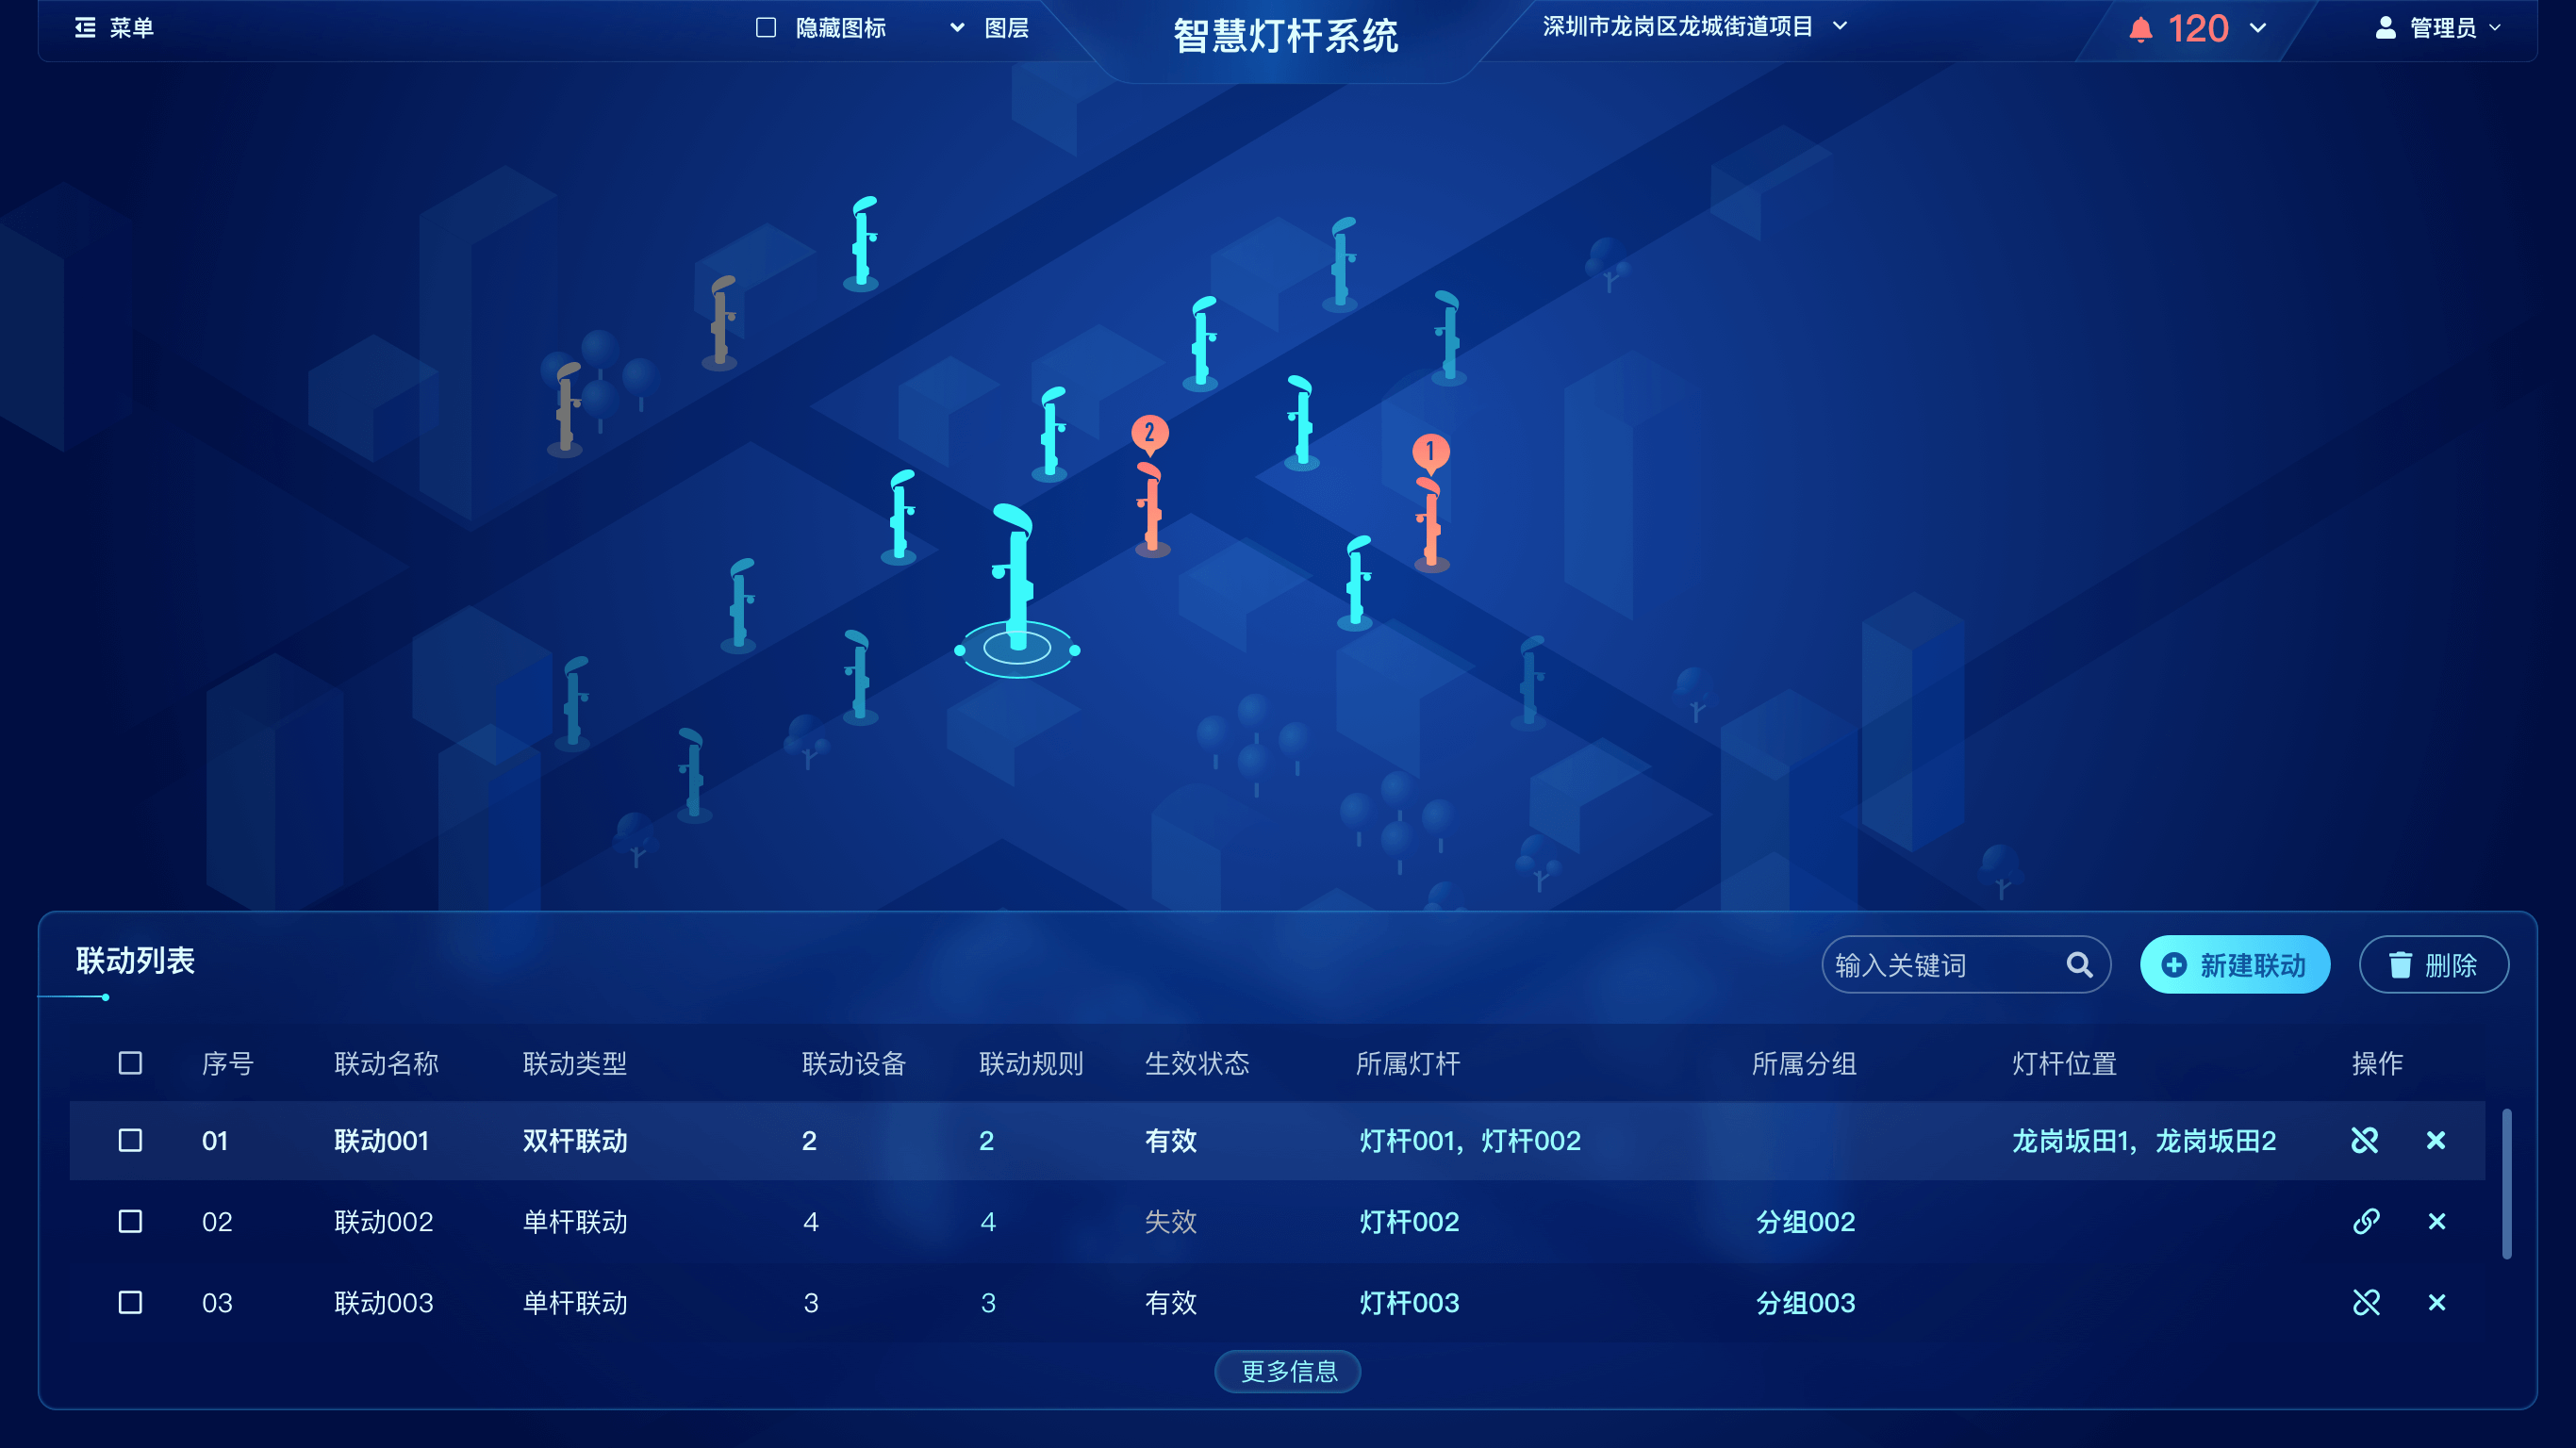 菜单
隐藏图标
图层
智慧灯杆系统
深圳市龙岗区龙城街道项目
120
管理员
2
1
联动列表
输入关键词
新建联动
删除
序号 联动名称 联动类型 联动设备 联动规则 生效状态 所属灯杆 所属分组 灯杆位置 操作
01 联动001 双杆联动 2 2 有效 灯杆001，灯杆002 龙岗坂田1，龙岗坂田2
02 联动002 单杆联动 4 4 失效 灯杆002 分组002
03 联动003 单杆联动 3 3 有效 灯杆003 分组003
更多信息